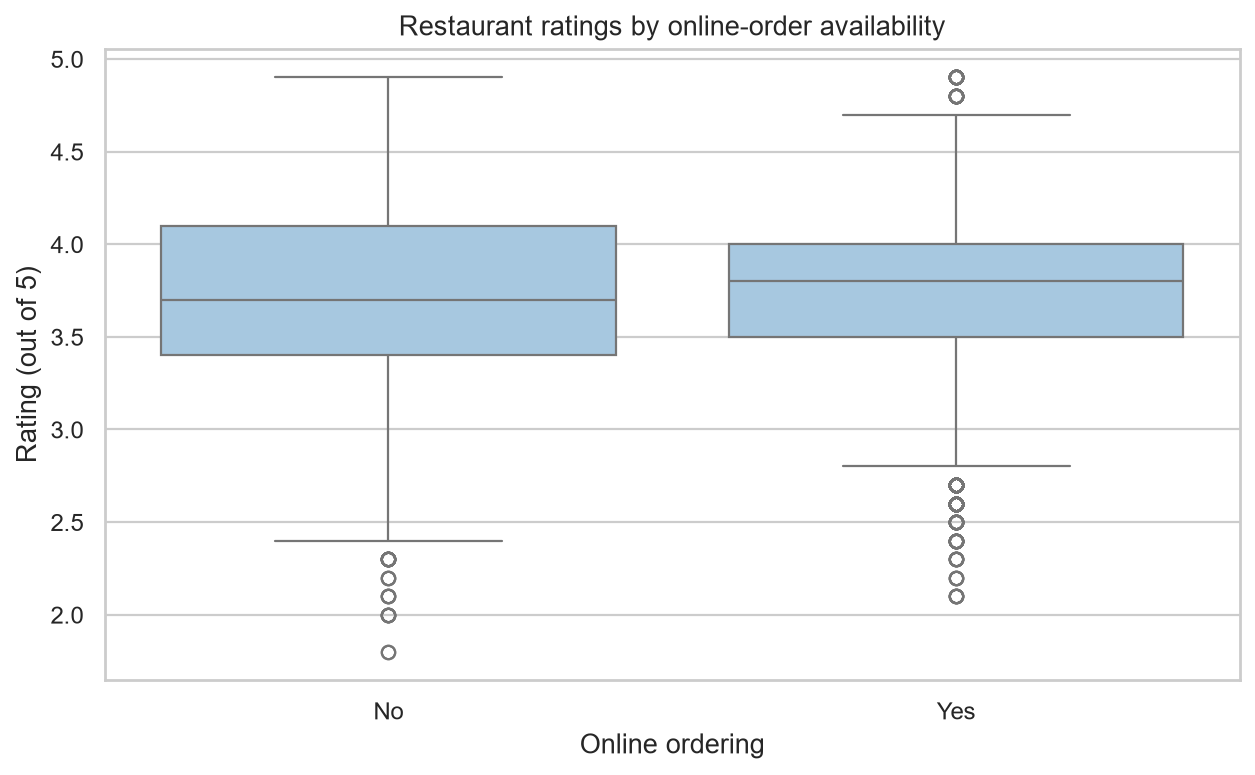 Restaurant ratings by online-order availability
5.0
4.5
4.0
3.5
3.0
2.5
2.0
Rating (out of 5)
No
Yes
Online ordering